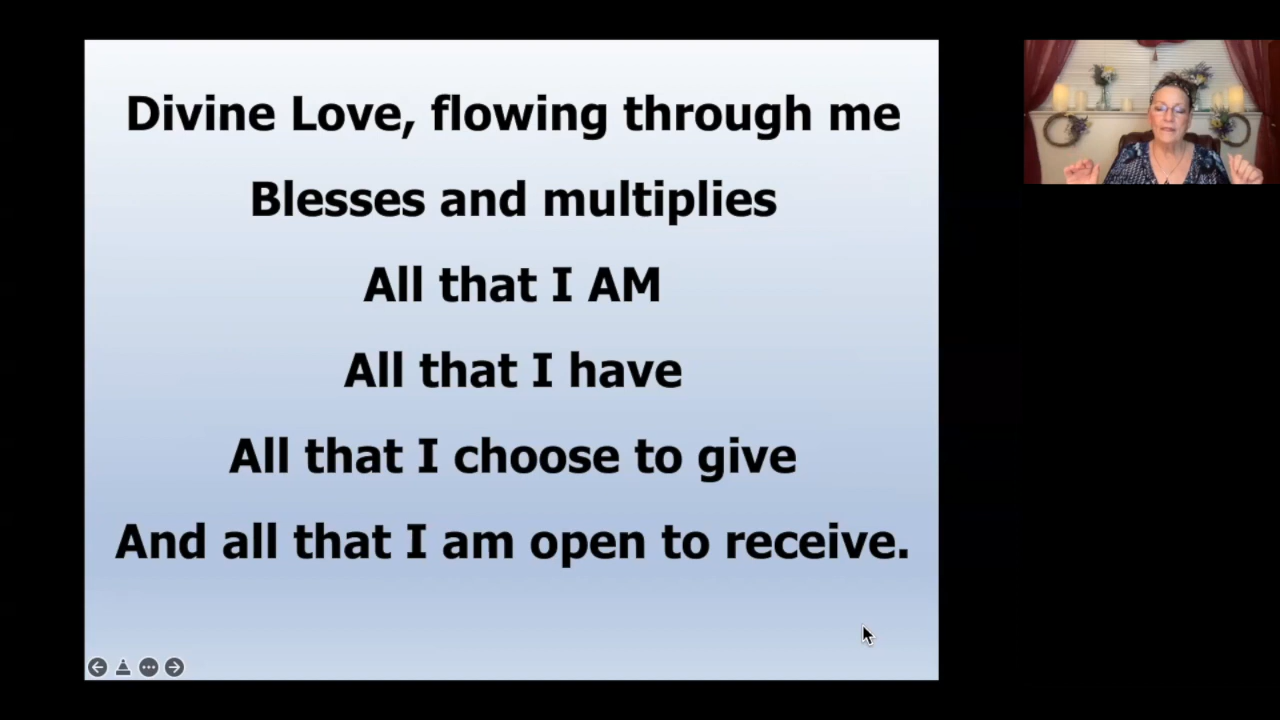 Divine Love, flowing through me
Blesses and multiplies
All that I AM
All that I have
All that I choose to give
And all that I am open to receive.